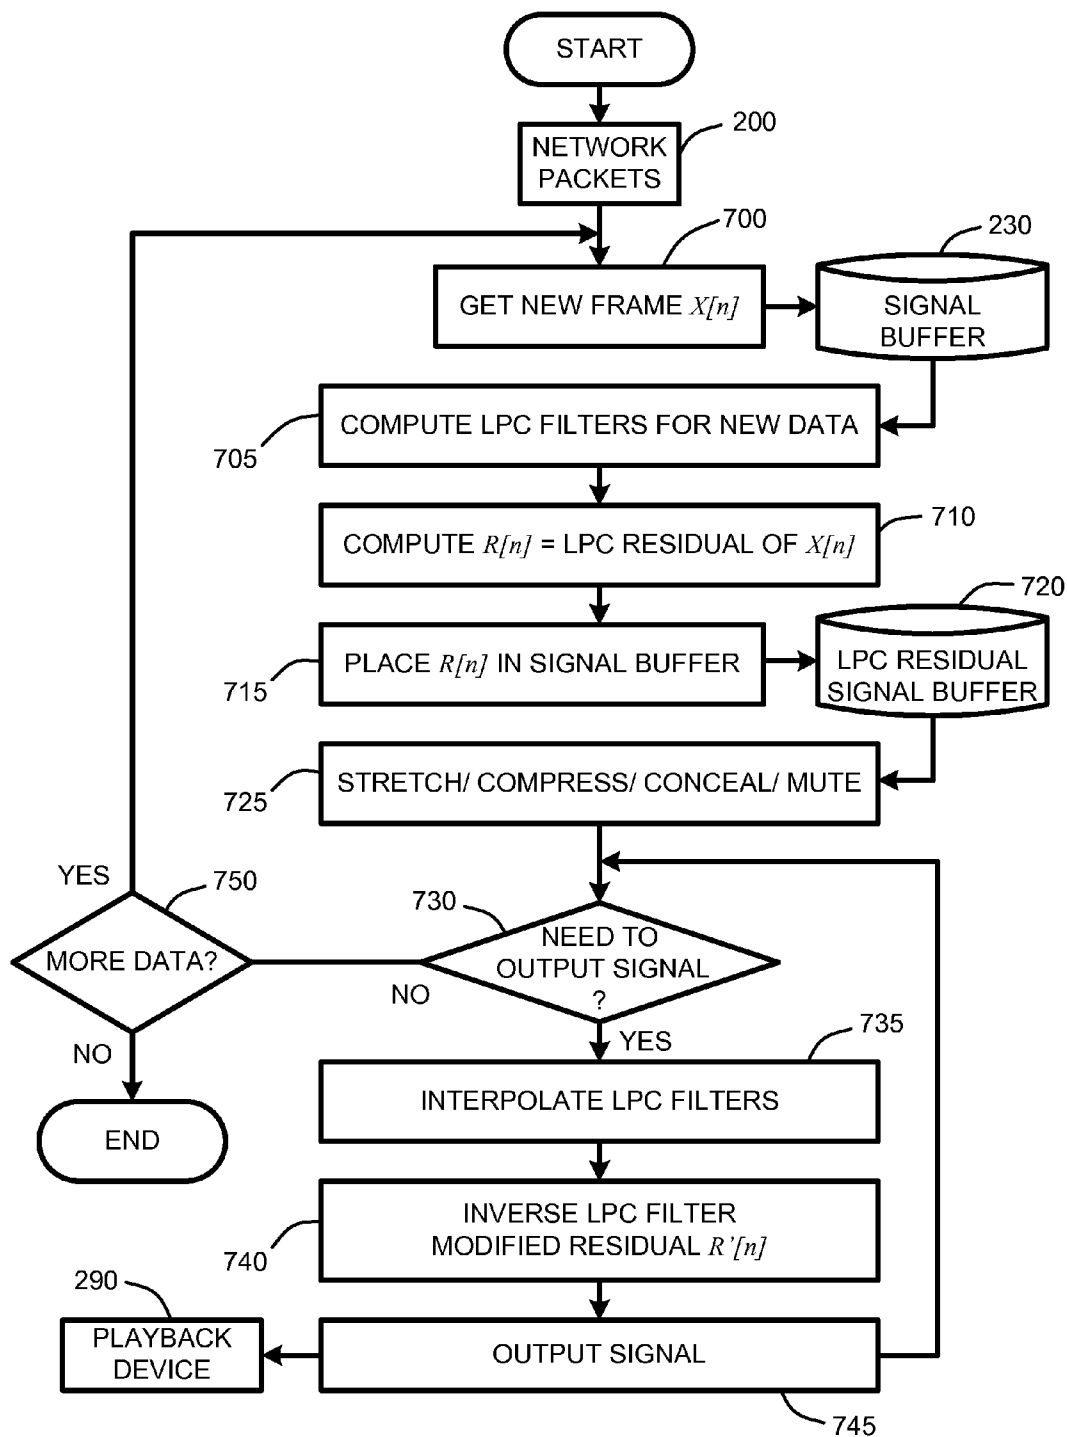 START
200
NETWORK
PACKETS
700
230
GET NEW FRAME X[n]
SIGNAL
BUFFER
COMPUTE LPC FILTERS FOR NEW DATA
705
710
COMPUTE R[n] = LPC RESIDUAL OF X[n]
720
PLACE R[n] IN SIGNAL BUFFER
LPC RESIDUAL
SIGNAL BUFFER
715
STRETCH/ COMPRESS/ CONCEAL/ MUTE
725
YES
750
730
MORE DATA?
NEED TO
OUTPUT SIGNAL
?
NO
735
YES
NO
INTERPOLATE LPC FILTERS
END
INVERSE LPC FILTER
MODIFIED RESIDUAL R'[n]
740
290
PLAYBACK
DEVICE
OUTPUT SIGNAL
745